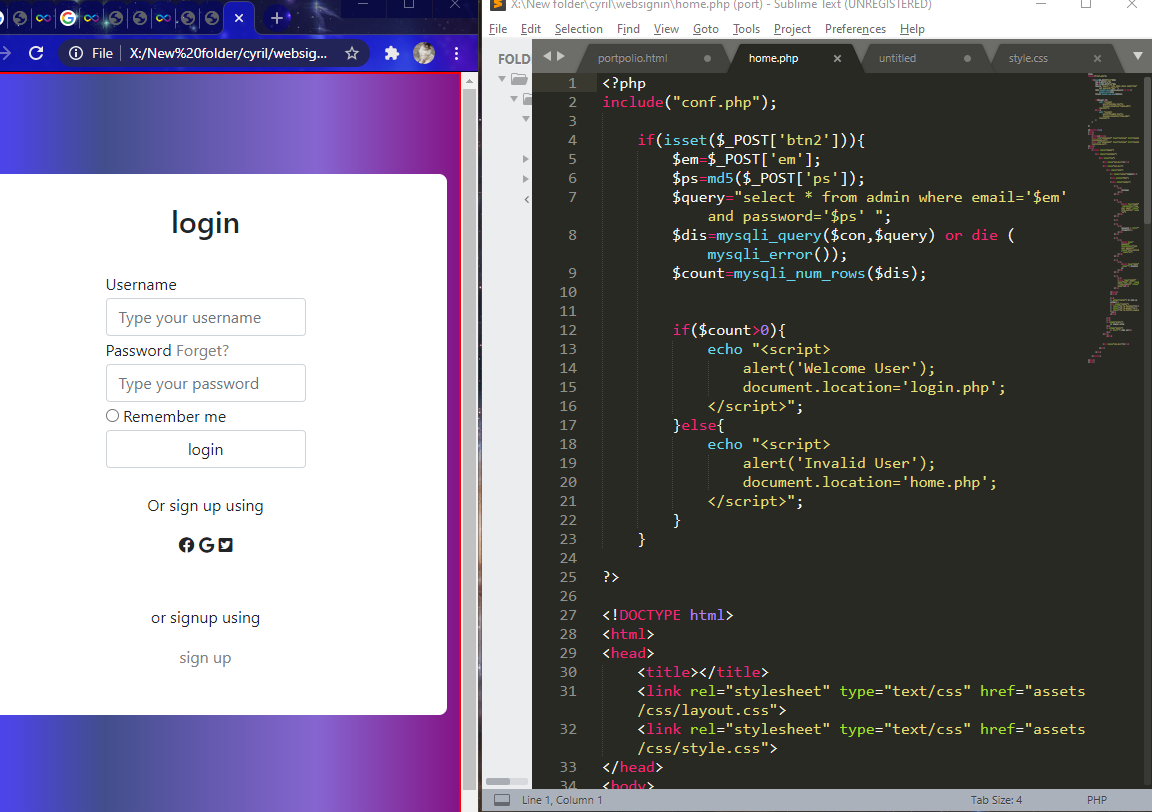 File
X:/New%20folder/cyril/websi...
login
Username
Type your username
Password Forget?
Type your password
Remember me
login
Or sign up using
or signup using
sign up
X:\New folder\cyril\websignin\home.php (port) - Sublime Text (UNREGISTERED)
File Edit Selection Find View Goto Tools Project Preferences Help
FOLD
portpolio.html home.php untitled style.css
1 <?php
2 include("conf.php");
3
4 if(isset($_POST['btn2'])){
5 $em=$_POST['em'];
6 $ps=md5($_POST['ps']);
7 $query="select * from admin where email='$em'
and password='$ps' ";
8 $dis=mysqli_query($con,$query) or die (
mysqli_error());
9 $count=mysqli_num_rows($dis);
10
11
12 if($count>0){
13 echo "<script>
14 alert('Welcome User');
15 document.location='login.php';
16 </script>";
17 }else{
18 echo "<script>
19 alert('Invalid User');
20 document.location='home.php';
21 </script>";
22 }
23 }
24
25 ?>
26
27 <!DOCTYPE html>
28 <html>
29 <head>
30 <title></title>
31 <link rel="stylesheet" type="text/css" href="assets
/css/layout.css">
32 <link rel="stylesheet" type="text/css" href="assets
/css/style.css">
33 </head>
34 <body>
Line 1, Column 1 Tab Size: 4 PHP